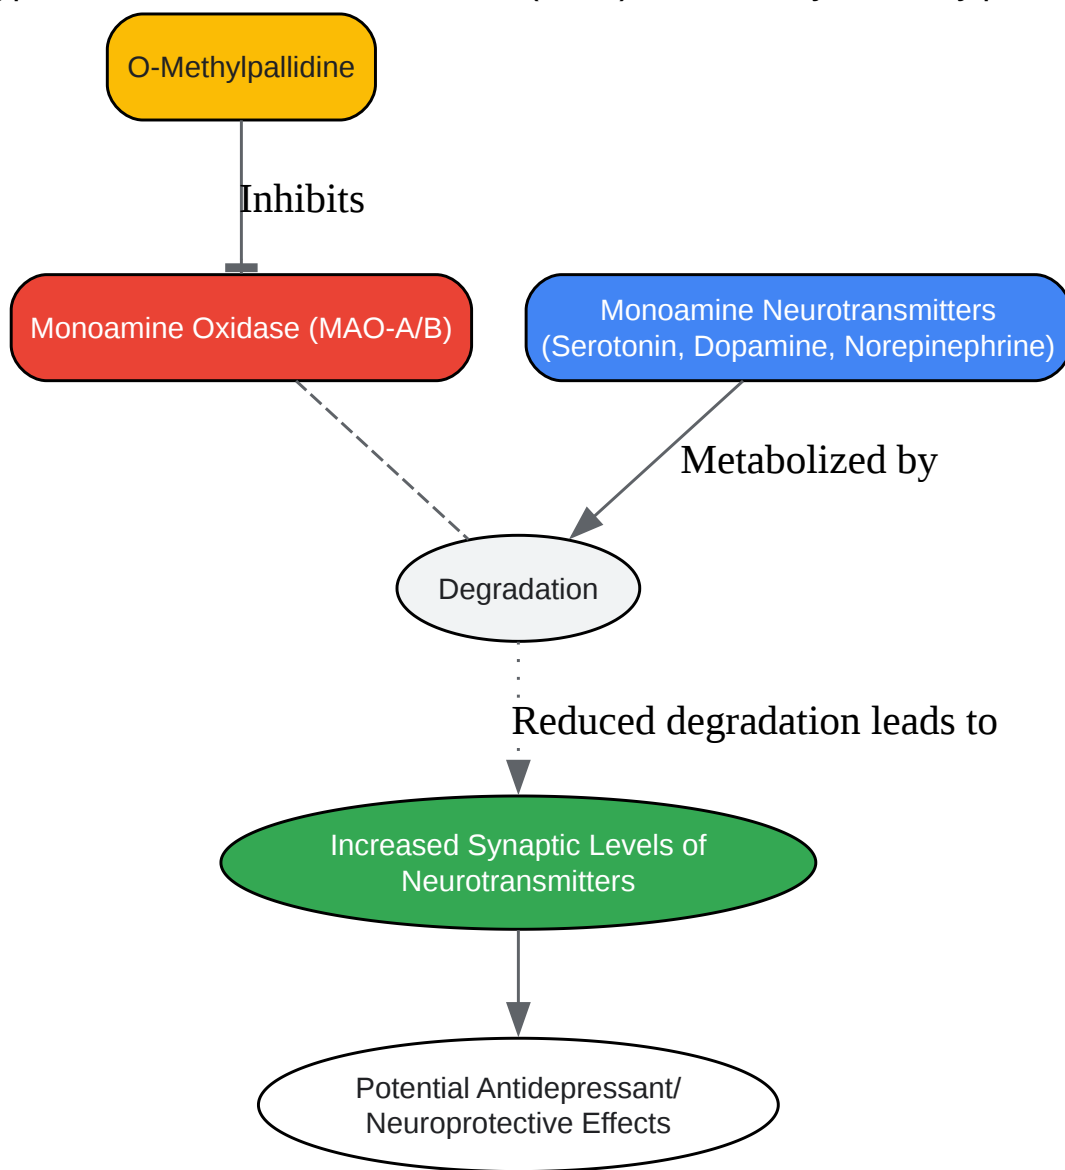 O-Methylpallidine
Inhibits
Monoamine Oxidase (MAO-A/B)
Monoamine Neurotransmitters
(Serotonin, Dopamine, Norepinephrine)
Metabolized by
Degradation
Reduced degradation leads to
Increased Synaptic Levels of
Neurotransmitters
Potential Antidepressant/
Neuroprotective Effects